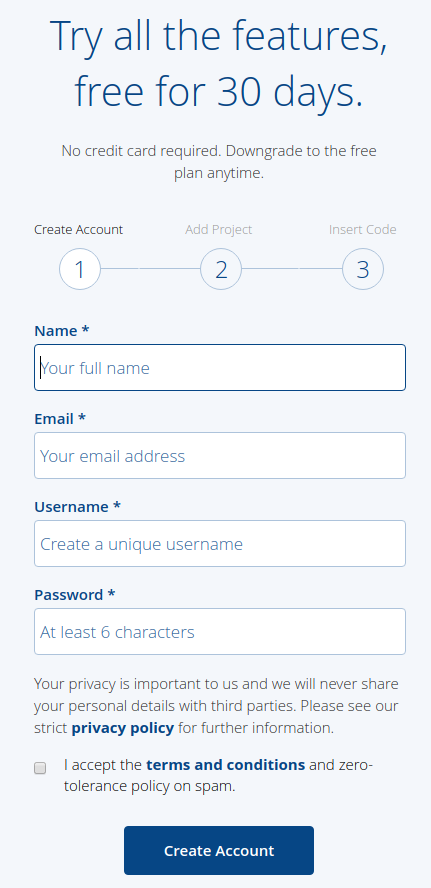 Try all the features,
free for 30 days.
No credit card required. Downgrade to the free
plan anytime.
Create Account
Add Project
Insert Code
1
2
3
Name *
Your full name
Email *
Your email address
Username *
Create a unique username
Password *
At least 6 characters
Your privacy is important to us and we will never share
your personal details with third parties. Please see our
strict privacy policy for further information.
I accept the terms and conditions and zero-
tolerance policy on spam.
Create Account